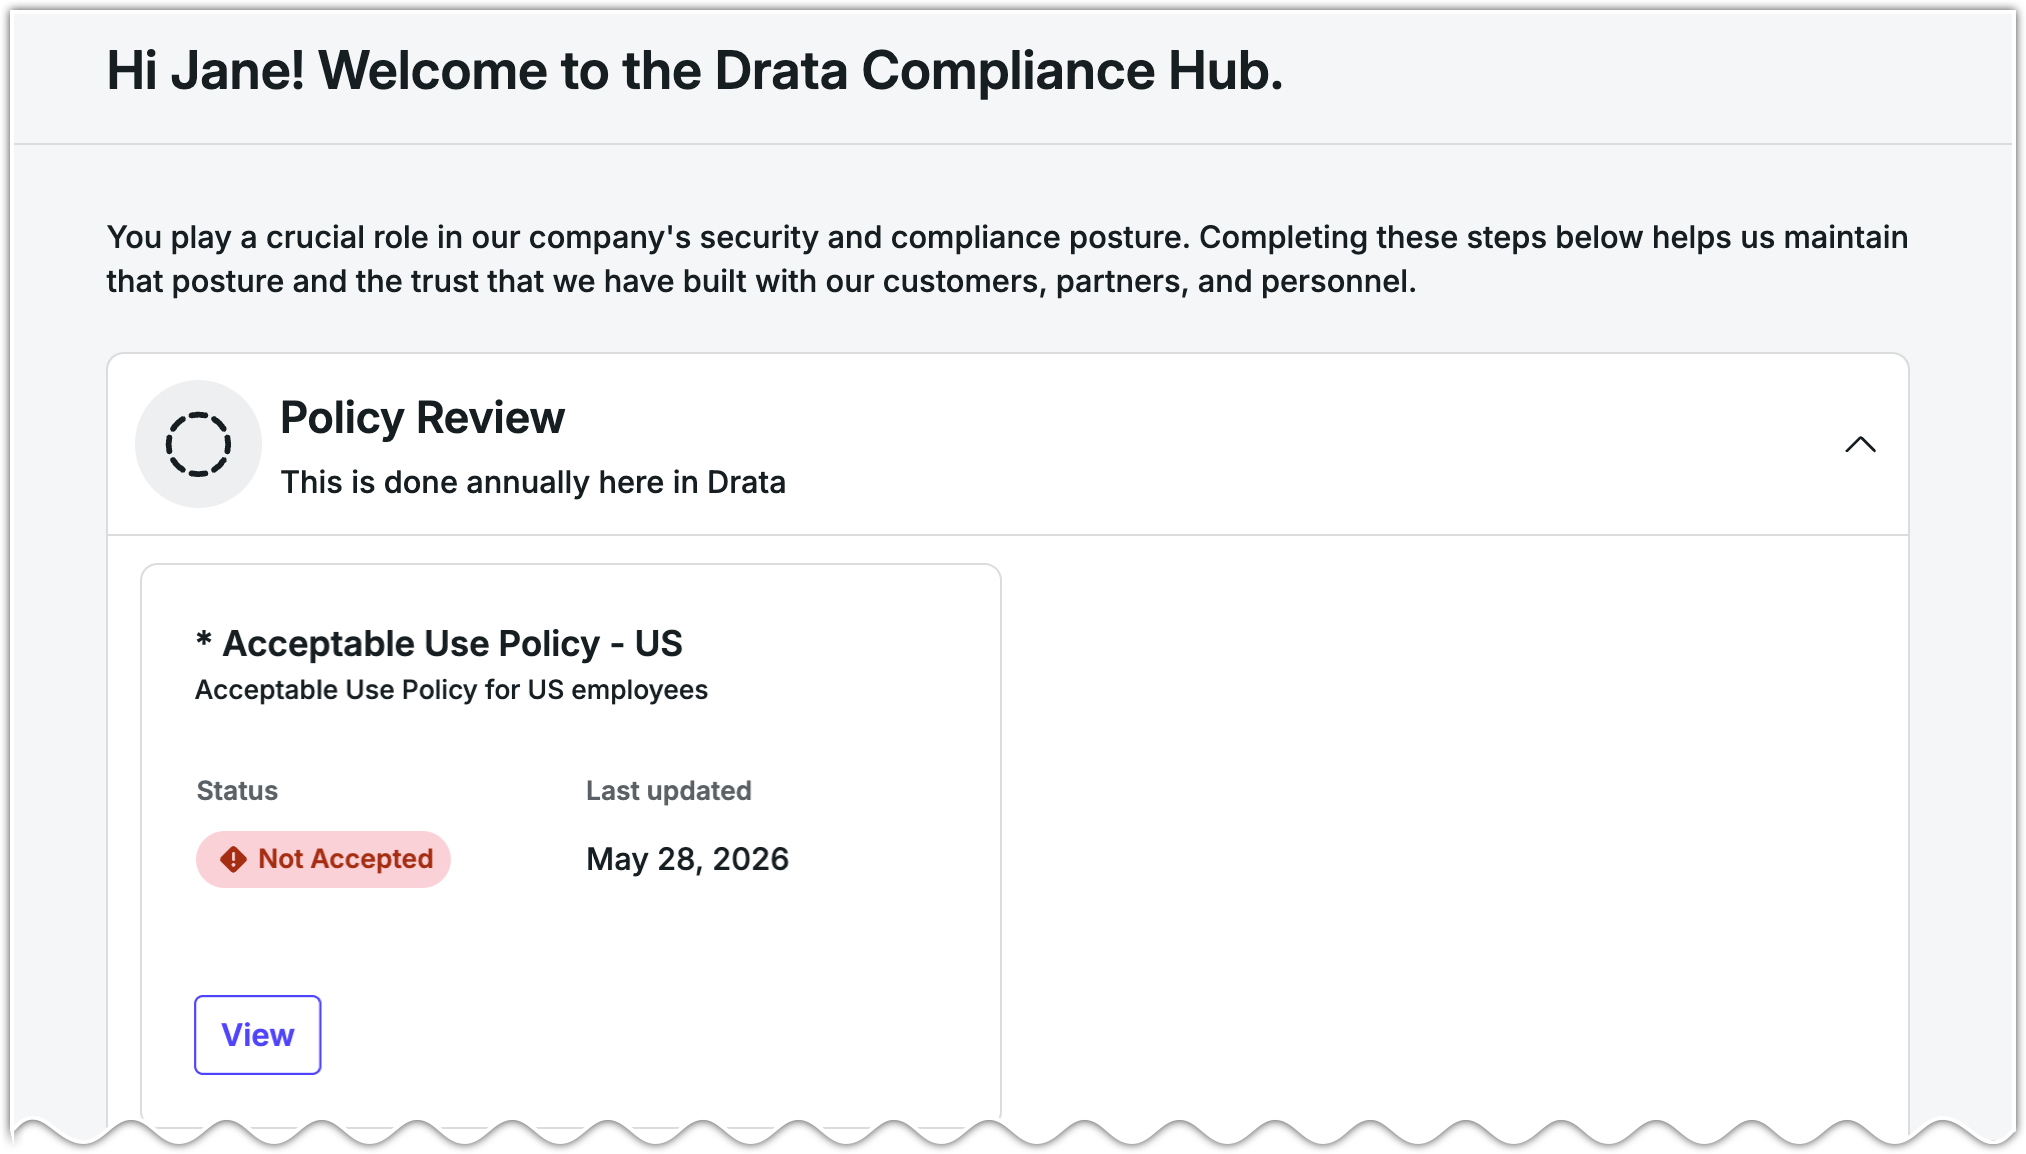 Hi Jane! Welcome to the Drata Compliance Hub.
You play a crucial role in our company's security and compliance posture. Completing these steps below helps us maintain
that posture and the trust that we have built with our customers, partners, and personnel.
Policy Review
This is done annually here in Drata
* Acceptable Use Policy - US
Acceptable Use Policy for US employees
Status
Last updated
Not Accepted
May 28, 2026
View